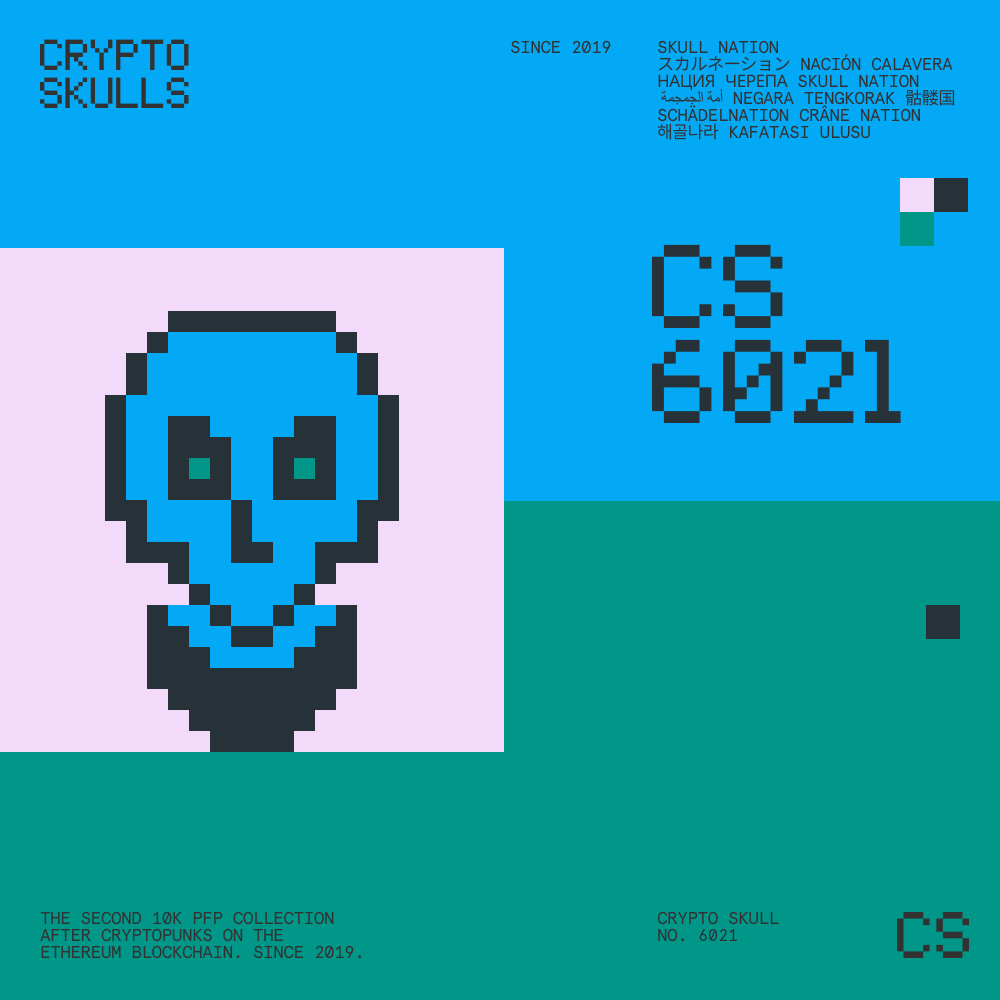 CRYPTO
SKULLS
SINCE 2019
SKULL NATION
スカルネーション NACIÓN CALAVERA
НАЦИЯ ЧЕРЕПА SKULL NATION
أمة الجمجمة NEGARA TENGKORAK 骷髅国
SCHÄDELNATION CRÂNE NATION
해골나라 KAFATASI ULUSU
CS
6021
THE SECOND 10K PFP COLLECTION
AFTER CRYPTOPUNKS ON THE
ETHEREUM BLOCKCHAIN. SINCE 2019.
CRYPTO SKULL
NO. 6021
CS